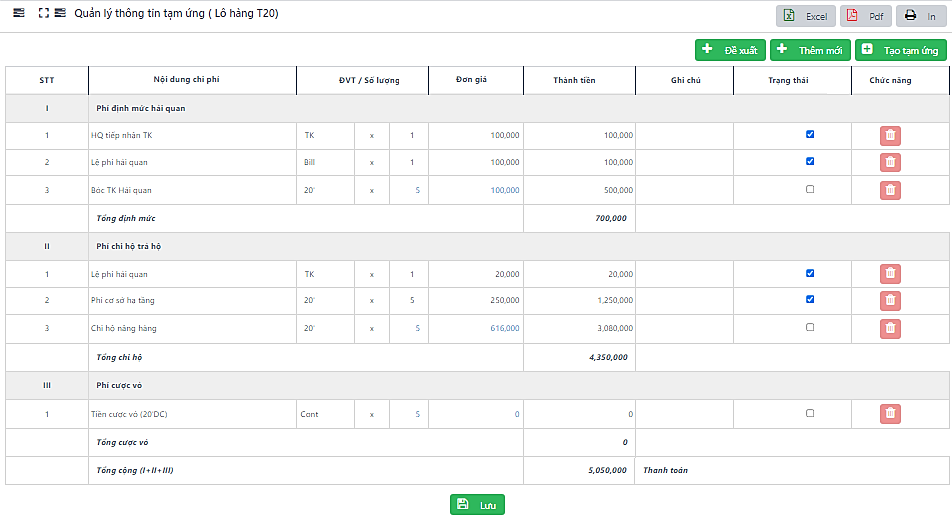 Quản lý thông tin tạm ứng ( Lô hàng T20)
Excel Pdf In
Đề xuất Thêm mới Tạo tạm ứng
STT Nội dung chi phí ĐVT / Số lượng Đơn giá Thành tiền Ghi chú Trạng thái Chức năng
I Phí định mức hải quan
1 HQ tiếp nhận TK TK x 1 100,000 100,000
2 Lệ phí hải quan Bill x 1 100,000 100,000
3 Bóc TK Hải quan 20' x 5 100,000 500,000
Tổng định mức 700,000
II Phí chi hộ trả hộ
1 Lệ phí hải quan TK x 1 20,000 20,000
2 Phí cơ sở hạ tầng 20' x 5 250,000 1,250,000
3 Chi hộ nâng hàng 20' x 5 616,000 3,080,000
Tổng chi hộ 4,350,000
III Phí cược vỏ
1 Tiền cược vỏ (20'DC) Cont x 5 0 0
Tổng cược vỏ 0
Tổng cộng (I+II+III) 5,050,000 Thanh toán
Lưu